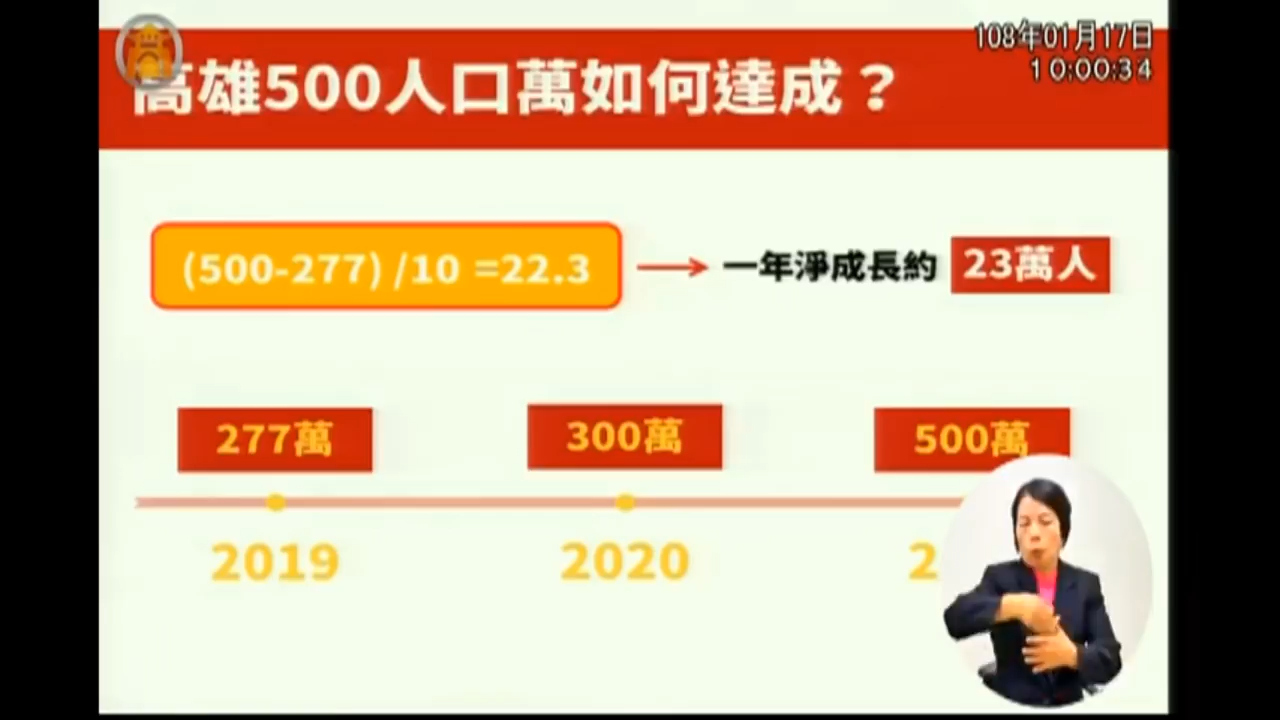 108年01月17日
10:00:34
高雄500人口萬如何達成？
(500-277) /10 =22.3
一年淨成長約
23萬人
277萬
300萬
500萬
2019
2020
2